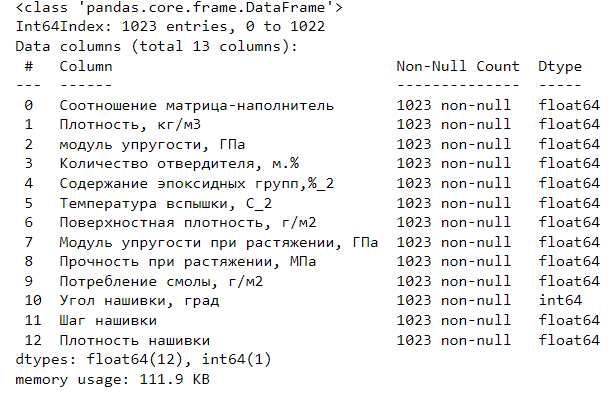 <class 'pandas.core.frame.DataFrame'>
Int64Index: 1023 entries, 0 to 1022
Data columns (total 13 columns):
 #   Column                                Non-Null Count  Dtype
---  ------                                --------------  -----
 0   Соотношение матрица-наполнитель       1023 non-null   float64
 1   Плотность, кг/м3                      1023 non-null   float64
 2   модуль упругости, ГПа                 1023 non-null   float64
 3   Количество отвердителя, м.%           1023 non-null   float64
 4   Содержание эпоксидных групп,%_2       1023 non-null   float64
 5   Температура вспышки, С_2              1023 non-null   float64
 6   Поверхностная плотность, г/м2         1023 non-null   float64
 7   Модуль упругости при растяжении, ГПа  1023 non-null   float64
 8   Прочность при растяжении, МПа         1023 non-null   float64
 9   Потребление смолы, г/м2               1023 non-null   float64
 10  Угол нашивки, град                    1023 non-null   int64
 11  Шаг нашивки                           1023 non-null   float64
 12  Плотность нашивки                     1023 non-null   float64
dtypes: float64(12), int64(1)
memory usage: 111.9 KB